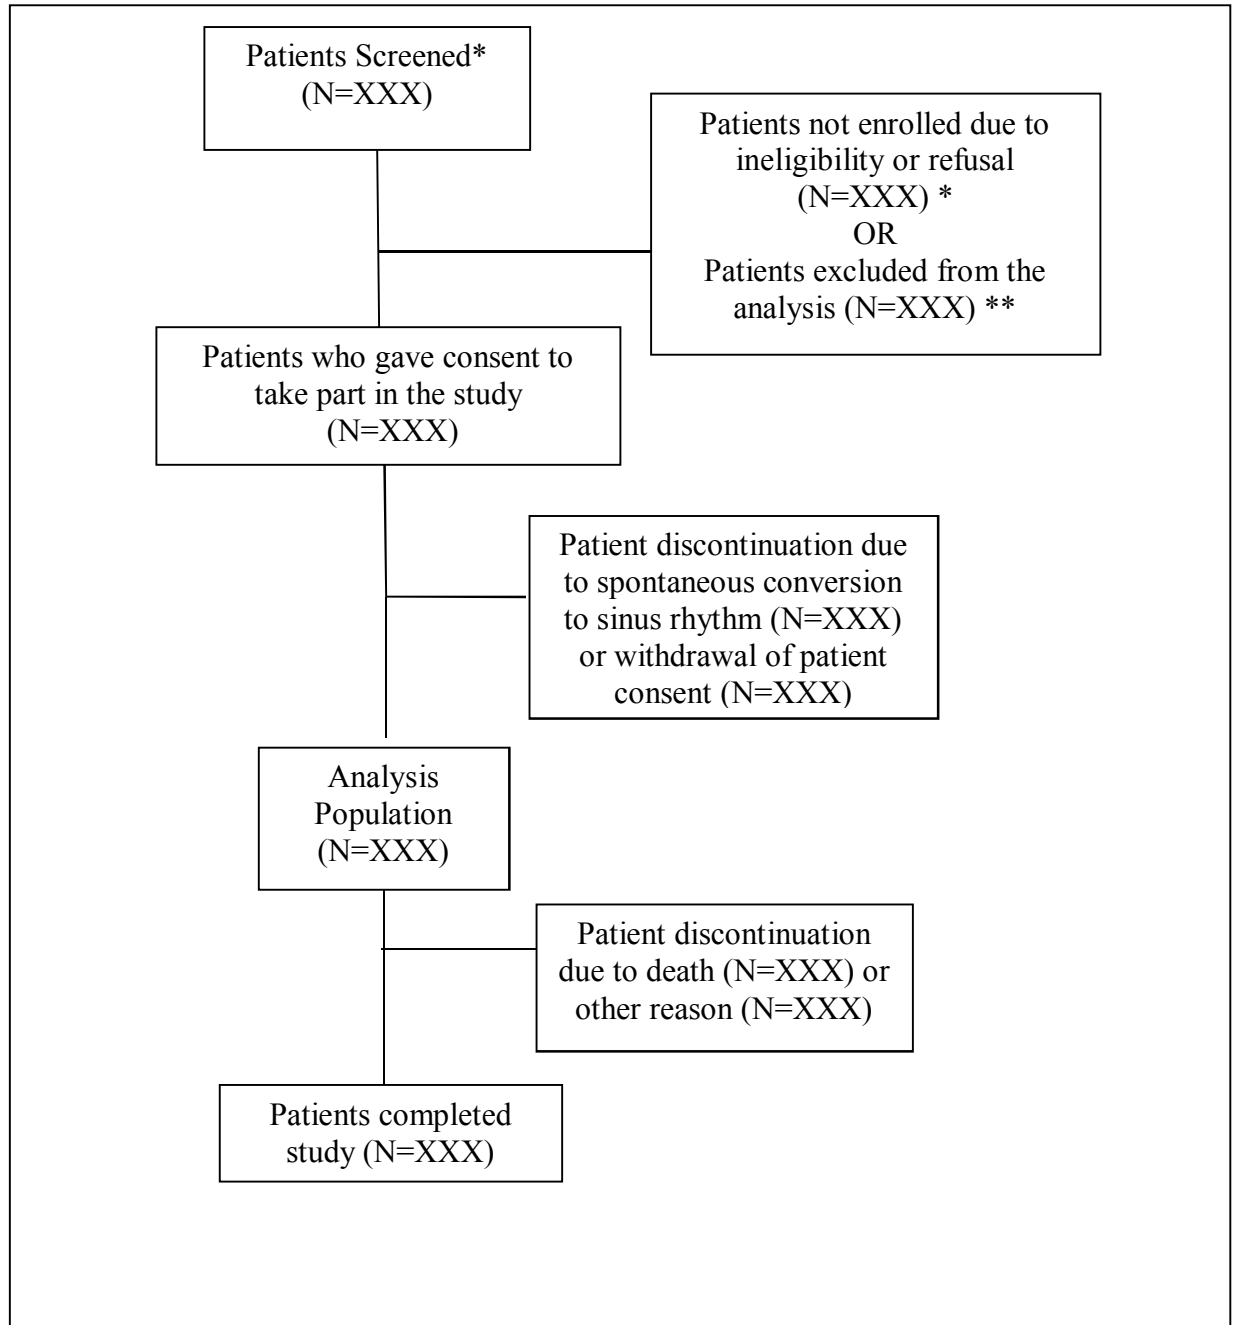 Patients Screened*
(N=XXX)
Patients not enrolled due to
ineligibility or refusal
(N=XXX) *
OR
Patients excluded from the
analysis (N=XXX) **
Patients who gave consent to
take part in the study
(N=XXX)
Patient discontinuation due
to spontaneous conversion
to sinus rhythm (N=XXX)
or withdrawal of patient
consent (N=XXX)
Analysis
Population
(N=XXX)
Patient discontinuation
due to death (N=XXX) or
other reason (N=XXX)
Patients completed
study (N=XXX)